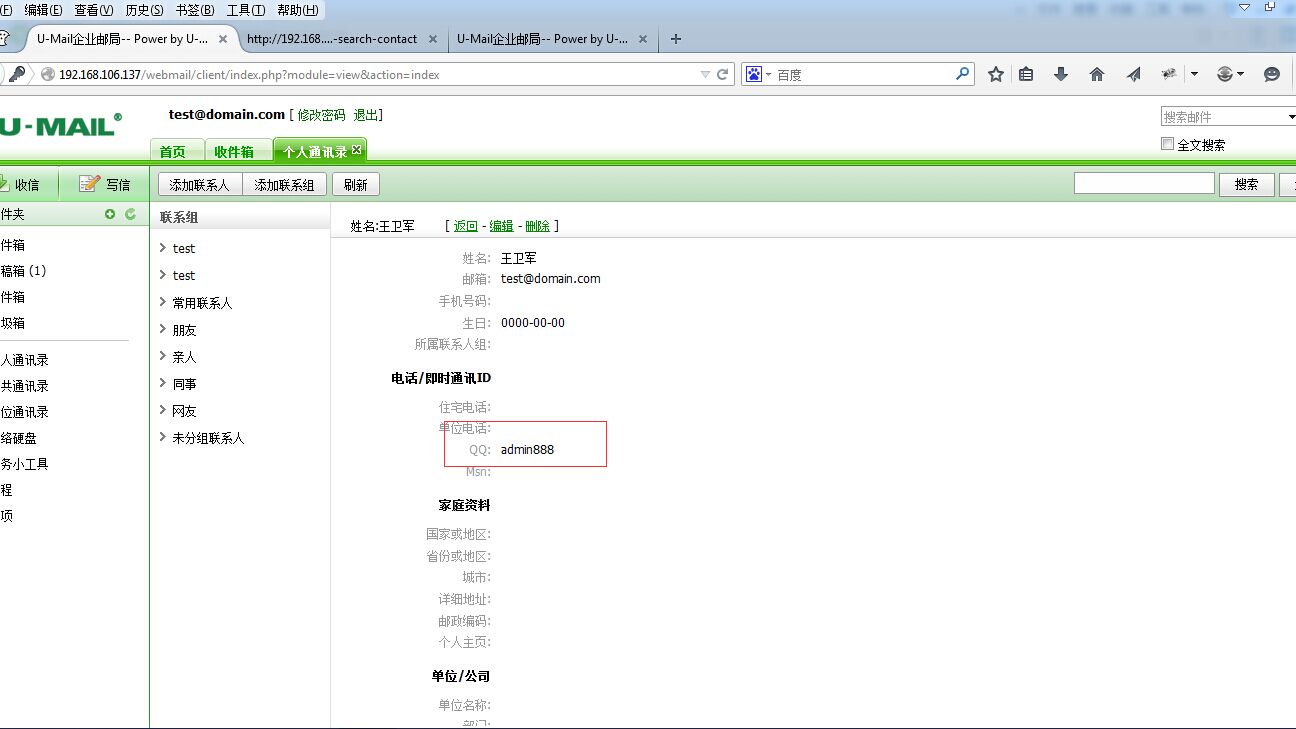 (F) 编辑(E) 查看(V) 历史(S) 书签(B) 工具(T) 帮助(H)
U-Mail企业邮局-- Power by U-... http://192.168....-search-contact U-Mail企业邮局-- Power by U-...
192.168.106.137/webmail/client/index.php?module=view&action=index 百度
U-MAIL®
test@domain.com [ 修改密码 退出]
搜索邮件
首页 收件箱 个人通讯录
全文搜索
收信 写信 添加联系人 添加联系组 刷新 搜索
件夹
件箱
稿箱 (1)
件箱
圾箱
人通讯录
共通讯录
位通讯录
络硬盘
务小工具
程
项
联系组
test
test
常用联系人
朋友
亲人
同事
网友
未分组联系人
姓名:王卫军 [ 返回 - 编辑 - 删除 ]
姓名: 王卫军
邮箱: test@domain.com
手机号码:
生日: 0000-00-00
所属联系人组:
电话/即时通讯ID
住宅电话:
单位电话:
QQ: admin888
Msn:
家庭资料
国家或地区:
省份或地区:
城市:
详细地址:
邮政编码:
个人主页:
单位/公司
单位名称:
部门: